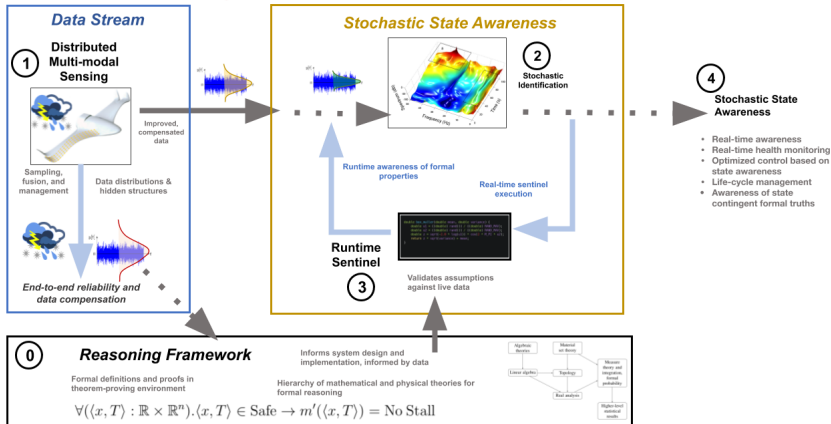 Data Stream
1
Distributed
Multi-modal
Sensing
Improved,
compensated
data
Sampling,
fusion, and
management
Data distributions &
hidden structures
End-to-end reliability and
data compensation
Stochastic State Awareness
2
Stochastic
Identification
Frequency (Hz)
Time (s)
Runtime awareness of formal
properties
Real-time sentinel
execution
Runtime
Sentinel
3
Validates assumptions
against live data
4
Stochastic State
Awareness
• Real-time awareness
• Real-time health monitoring
• Optimized control based on
state awareness
• Life-cycle management
• Awareness of state
contingent formal truths
0
Reasoning Framework
Informs system design and
implementation, informed by data
Formal definitions and proofs in
theorem-proving environment
Hierarchy of mathematical and physical theories for
formal reasoning
∀(⟨x, T⟩ : ℝ × ℝⁿ).⟨x, T⟩ ∈ Safe → m′(⟨x, T⟩) = No Stall
Algebraic
theories
Material
set theory
Linear algebra
Topology
Measure
theory and
integration,
formal
probability
Real analysis
Higher-level
statistical
results